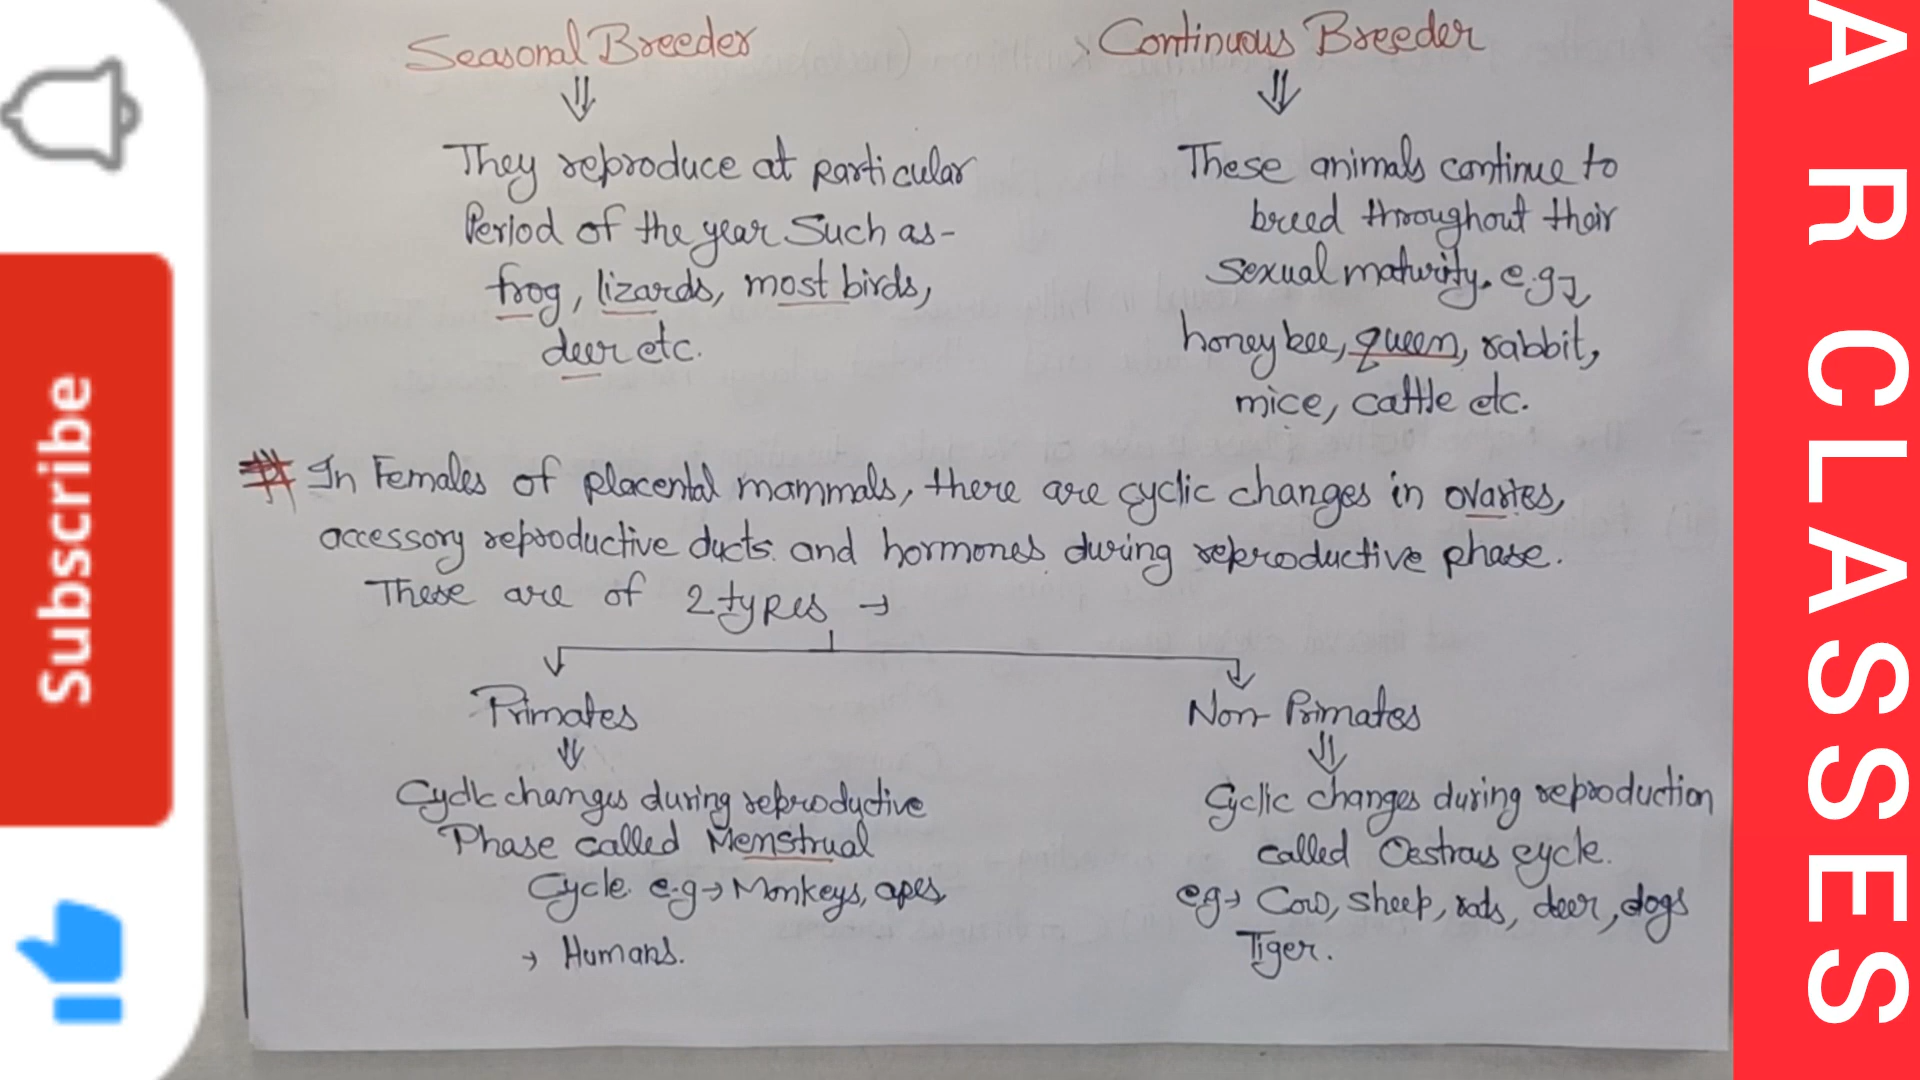 Seasonal Breeder
They reproduce at particular
Period of the year Such as-
frog, lizards, most birds,
deer etc.
Continuous Breeder
These animals continue to
breed throughout their
sexual maturity. e.g→
honey bee, queen, rabbit,
mice, cattle etc.
# In Females of placental mammals, there are cyclic changes in ovaries,
accessory reproductive ducts and hormones during reproductive phase.
These are of 2 types →
Primates
Cyclic changes during reproductive
Phase called Menstrual
Cycle e.g→ Monkeys, apes,
→ Humans.
Non Primates
Cyclic changes during reproduction
called Oestrous cycle.
eg→ Cow, sheep, rats, deer, dogs
Tiger.
Subscribe
A R CLASSES